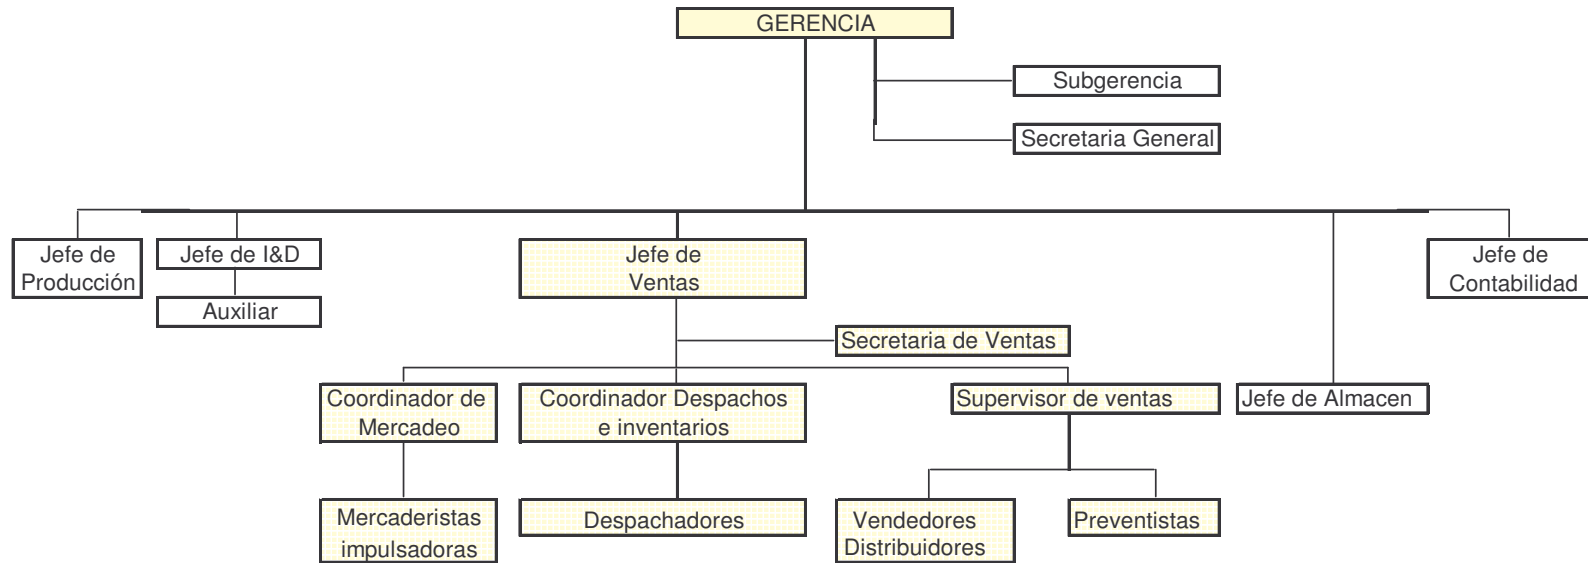 GERENCIA
Subgerencia
Secretaria General
Jefe de
Producción
Jefe de I&D
Auxiliar
Jefe de
Ventas
Jefe de
Contabilidad
Secretaria de Ventas
Coordinador de
Mercadeo
Coordinador Despachos
e inventarios
Supervisor de ventas
Jefe de Almacen
Mercaderistas
impulsadoras
Despachadores
Vendedores
Distribuidores
Preventistas